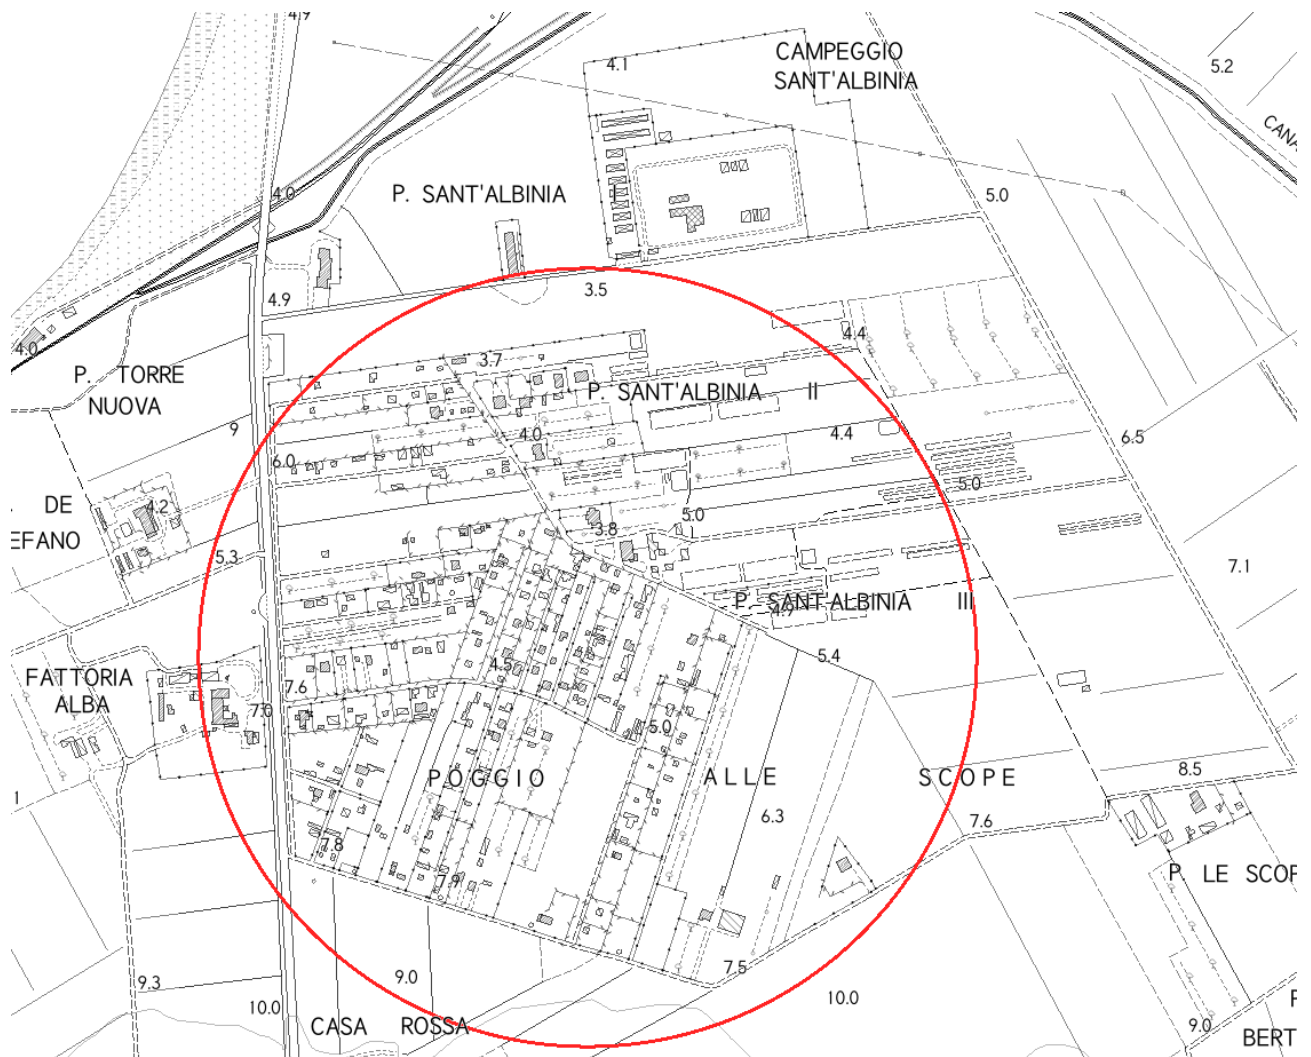 4.9
CAMPEGGIO
SANT'ALBINIA
4.1
5.2
CANA
4.0
P. SANT'ALBINIA
I
5.0
4.9
3.5
4.0
4.4
3.7
P. TORRE
NUOVA
P. SANT'ALBINIA II
9
4.0
4.4
6.5
6.0
5.0
. DE
4.2
EFANO
5.0
3.8
5.3
7.1
P. SANT'ALBINIA III
4.9
5.4
4.5
FATTORIA
ALBA
7.6
7.0
5.0
POGGIO ALLE SCOPE
8.5
1
6.3
7.6
7.8
P LE SCOP
7.9
7.5
9.3
9.0
10.0
10.0
CASA ROSSA
9.0
BERT